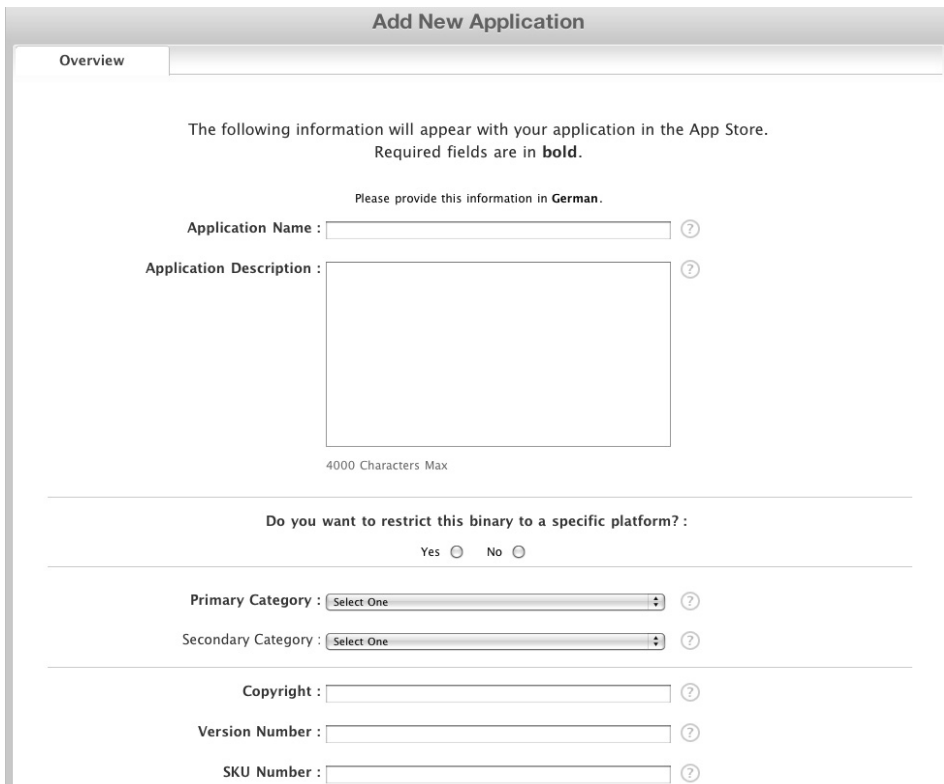 Add New Application
Overview
The following information will appear with your application in the App Store.
Required fields are in bold.
Please provide this information in German.
Application Name : ?
Application Description : ?
4000 Characters Max
Do you want to restrict this binary to a specific platform? :
Yes No
Primary Category : Select One ?
Secondary Category : Select One ?
Copyright : ?
Version Number : ?
SKU Number : ?